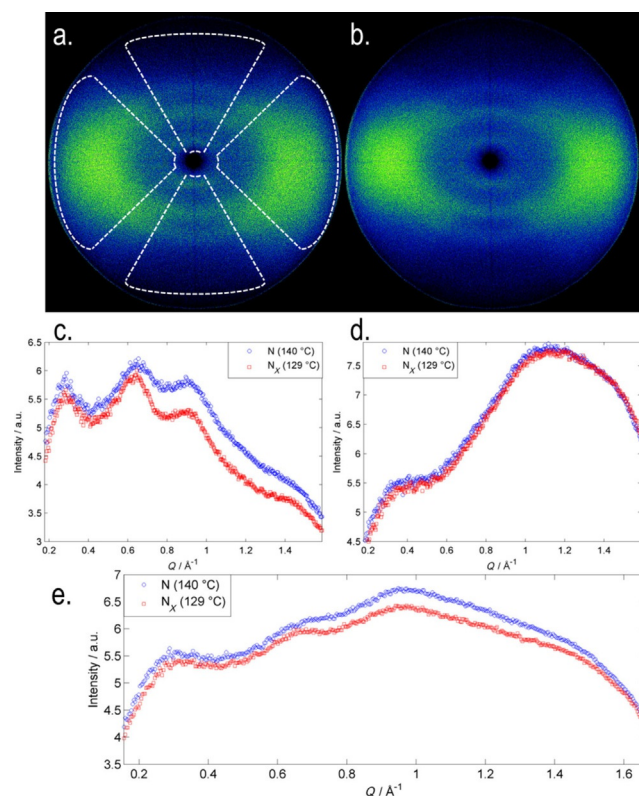 a.
b.
c.
d.
6.5
6
5.5
5
4.5
4
3.5
3
Intensity / a.u.
N (140 °C)
Nχ (129 °C)
0.2 0.4 0.6 0.8 1 1.2 1.4
Q / Å⁻¹
7.5
7
6.5
6
5.5
5
4.5
Intensity / a.u.
N (140 °C)
Nχ (129 °C)
0.2 0.4 0.6 0.8 1 1.2 1.4
Q / Å⁻¹
e.
7
6.5
6
5.5
5
4.5
4
3.5
Intensity / a.u.
N (140 °C)
Nχ (129 °C)
0.2 0.4 0.6 0.8 1 1.2 1.4 1.6
Q / Å⁻¹